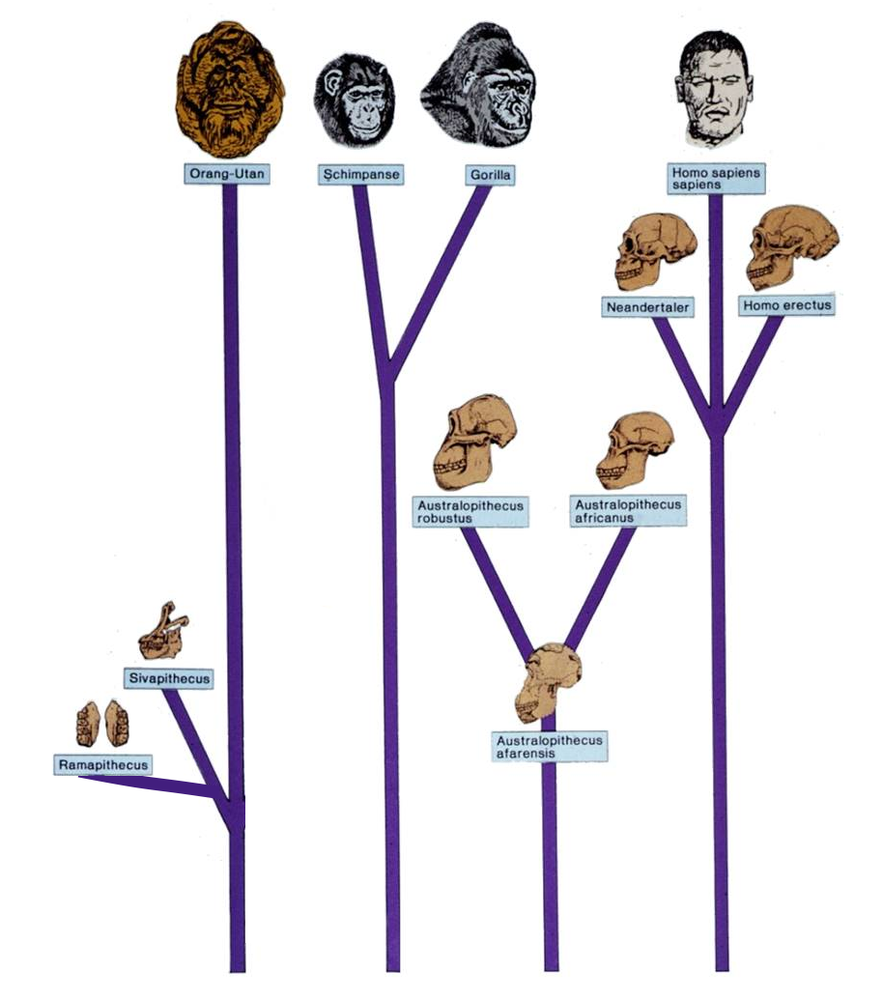 Orang-Utan
Schimpanse
Gorilla
Homo sapiens
sapiens
Neandertaler
Homo erectus
Australopithecus
robustus
Australopithecus
africanus
Sivapithecus
Ramapithecus
Australopithecus
afarensis